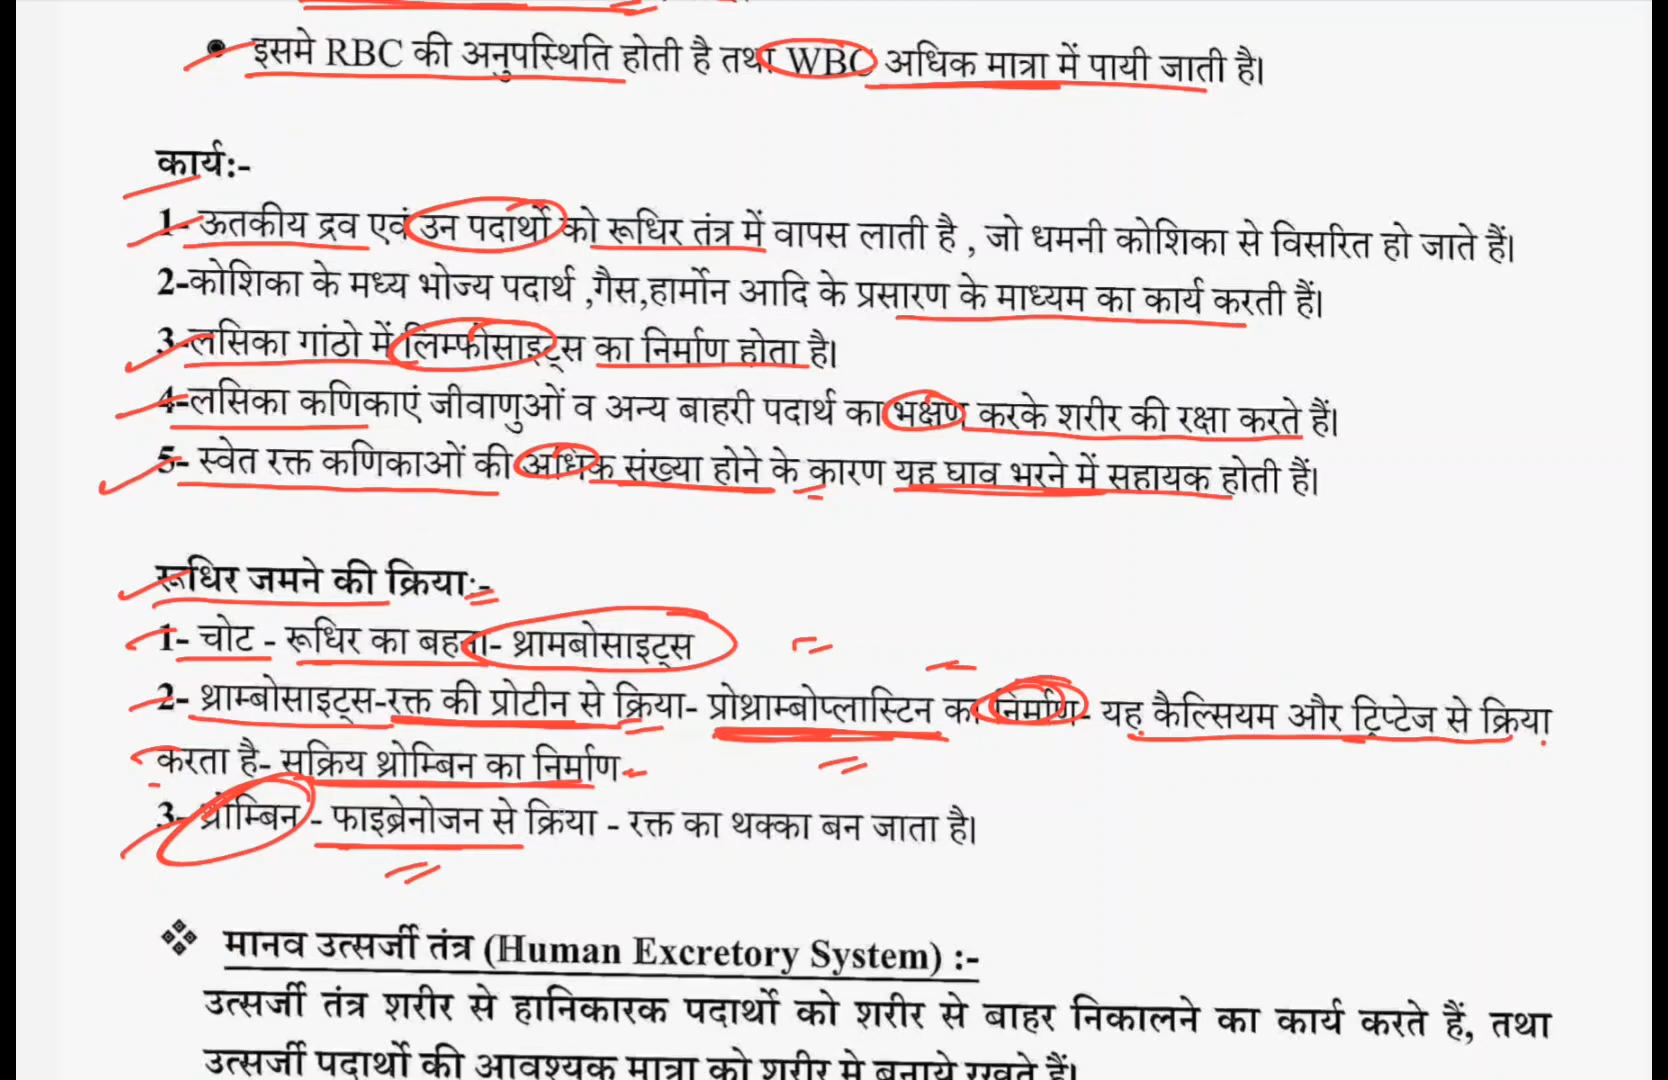 इसमे RBC की अनुपस्थिति होती है तथा WBC अधिक मात्रा में पायी जाती है।
कार्य:-
1- ऊतकीय द्रव एवं उन पदार्थो को रूधिर तंत्र में वापस लाती है , जो धमनी कोशिका से विसरित हो जाते हैं।
2-कोशिका के मध्य भोज्य पदार्थ ,गैस,हार्मोन आदि के प्रसारण के माध्यम का कार्य करती हैं।
3-लसिका गांठो में लिम्फीसाइट्स का निर्माण होता है।
4-लसिका कणिकाएं जीवाणुओं व अन्य बाहरी पदार्थ का भक्षण करके शरीर की रक्षा करते हैं।
5- स्वेत रक्त कणिकाओं की अधिक संख्या होने के कारण यह घाव भरने में सहायक होती हैं।
रूधिर जमने की क्रिया:-
1- चोट - रूधिर का बहना- थ्रामबोसाइट्स
2- थ्राम्बोसाइट्स-रक्त की प्रोटीन से क्रिया- प्रोथ्राम्बोप्लास्टिन का निर्माण- यह कैल्सियम और ट्रिप्टेज से क्रिया
करता है- सक्रिय थ्रोम्बिन का निर्माण-
3- थ्रोम्बिन - फाइब्रेनोजन से क्रिया - रक्त का थक्का बन जाता है।
मानव उत्सर्जी तंत्र (Human Excretory System) :-
उत्सर्जी तंत्र शरीर से हानिकारक पदार्थो को शरीर से बाहर निकालने का कार्य करते हैं, तथा
उत्सर्जी पदार्थो की आवश्यक मात्रा को शरीर मे बनाये रखते हैं।